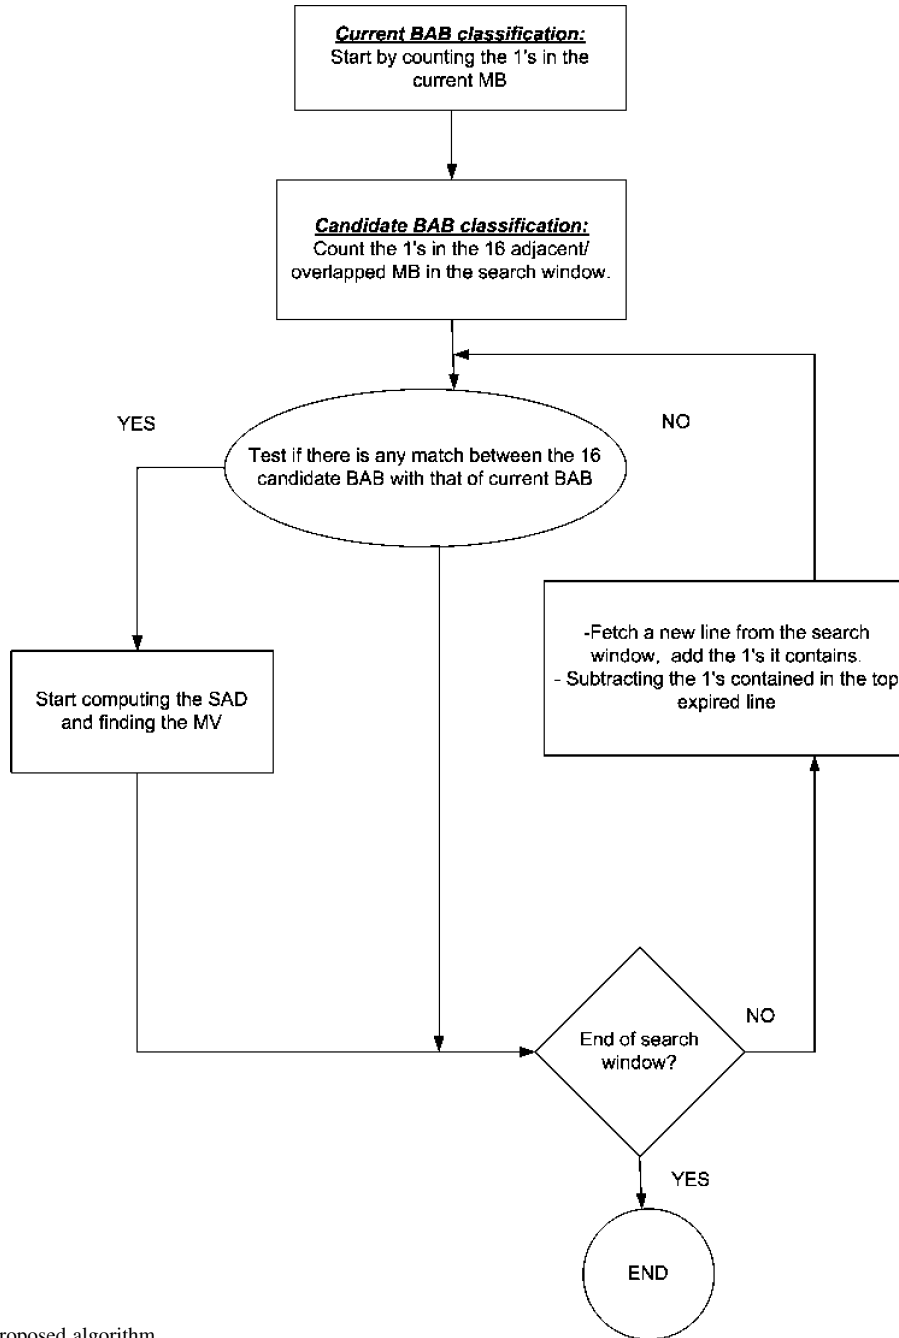 Current BAB classification:
Start by counting the 1's in the
current MB
Candidate BAB classification:
Count the 1's in the 16 adjacent/
overlapped MB in the search window.
YES
NO
Test if there is any match between the 16
candidate BAB with that of current BAB
-Fetch a new line from the search
window, add the 1's it contains.
- Subtracting the 1's contained in the top
expired line
Start computing the SAD
and finding the MV
NO
End of search
window?
YES
END
roposed algorithm